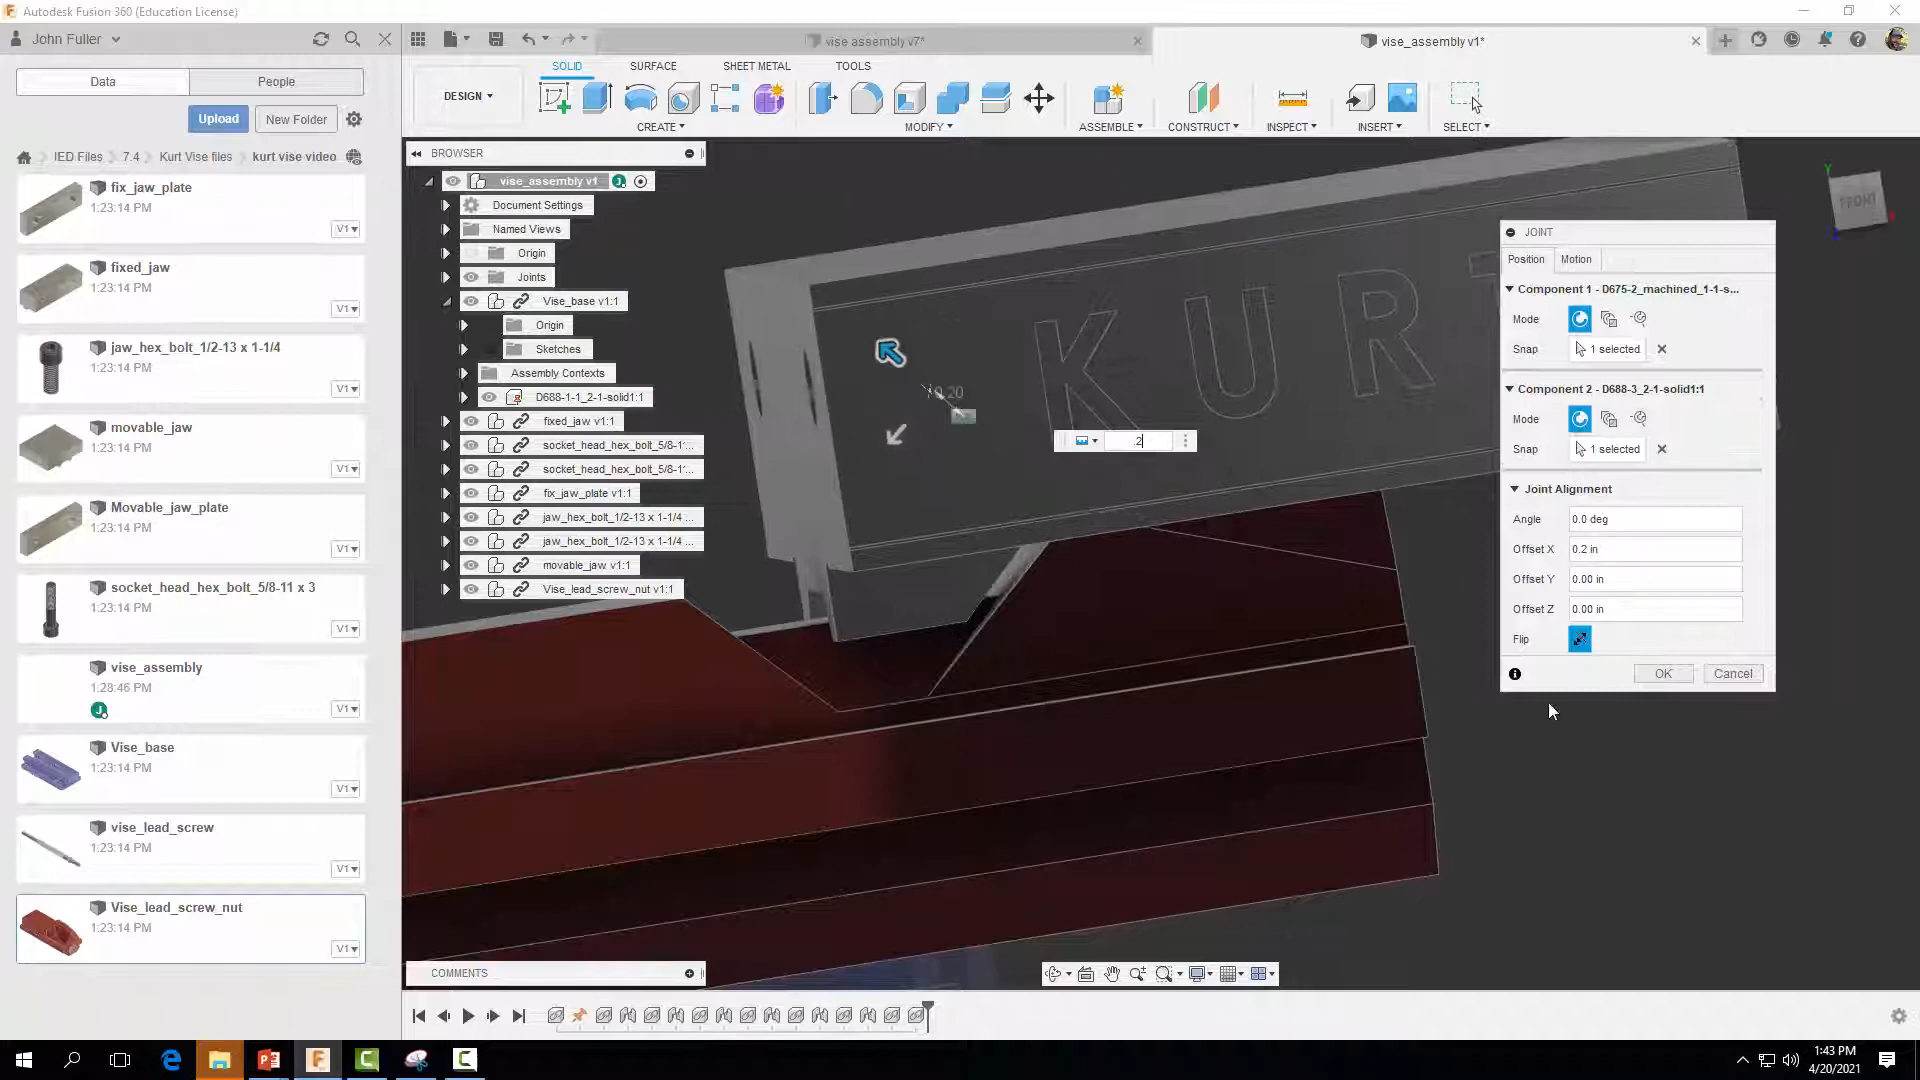 Autodesk Fusion 360 (Education License)
John Fuller
vise assembly v7*
vise_assembly v1*
Data
People
Upload
New Folder
IED Files
7.4
Kurt Vise files
kurt vise video
fix_jaw_plate
1:23:14 PM
V1
fixed_jaw
1:23:14 PM
V1
jaw_hex_bolt_1/2-13 x 1-1/4
1:23:14 PM
V1
movable_jaw
1:23:14 PM
V1
Movable_jaw_plate
1:23:14 PM
V1
socket_head_hex_bolt_5/8-11 x 3
1:23:14 PM
V1
vise_assembly
1:28:46 PM
J
V1
Vise_base
1:23:14 PM
V1
vise_lead_screw
1:23:14 PM
V1
Vise_lead_screw_nut
1:23:14 PM
V1
DESIGN
SOLID
SURFACE
SHEET METAL
TOOLS
CREATE
MODIFY
ASSEMBLE
CONSTRUCT
INSPECT
INSERT
SELECT
BROWSER
vise_assembly v1
Document Settings
Named Views
Origin
Joints
Vise_base v1:1
Origin
Sketches
Assembly Contexts
D688-1-1_2-1-solid1:1
fixed_jaw v1:1
socket_head_hex_bolt_5/8-1'...
socket_head_hex_bolt_5/8-1'...
fix_jaw_plate v1:1
jaw_hex_bolt_1/2-13 x 1-1/4 ...
jaw_hex_bolt_1/2-13 x 1-1/4 ...
movable_jaw v1:1
Vise_lead_screw_nut v1:1
KURT
0.20
.2
Y
FRONT
JOINT
Position
Motion
Component 1 - D675-2_machined_1-1-s...
Mode
Snap
1 selected
Component 2 - D688-3_2-1-solid1:1
Mode
Snap
1 selected
Joint Alignment
Angle
0.0 deg
Offset X
0.2 in
Offset Y
0.00 in
Offset Z
0.00 in
Flip
OK
Cancel
COMMENTS
1:43 PM
4/20/2021